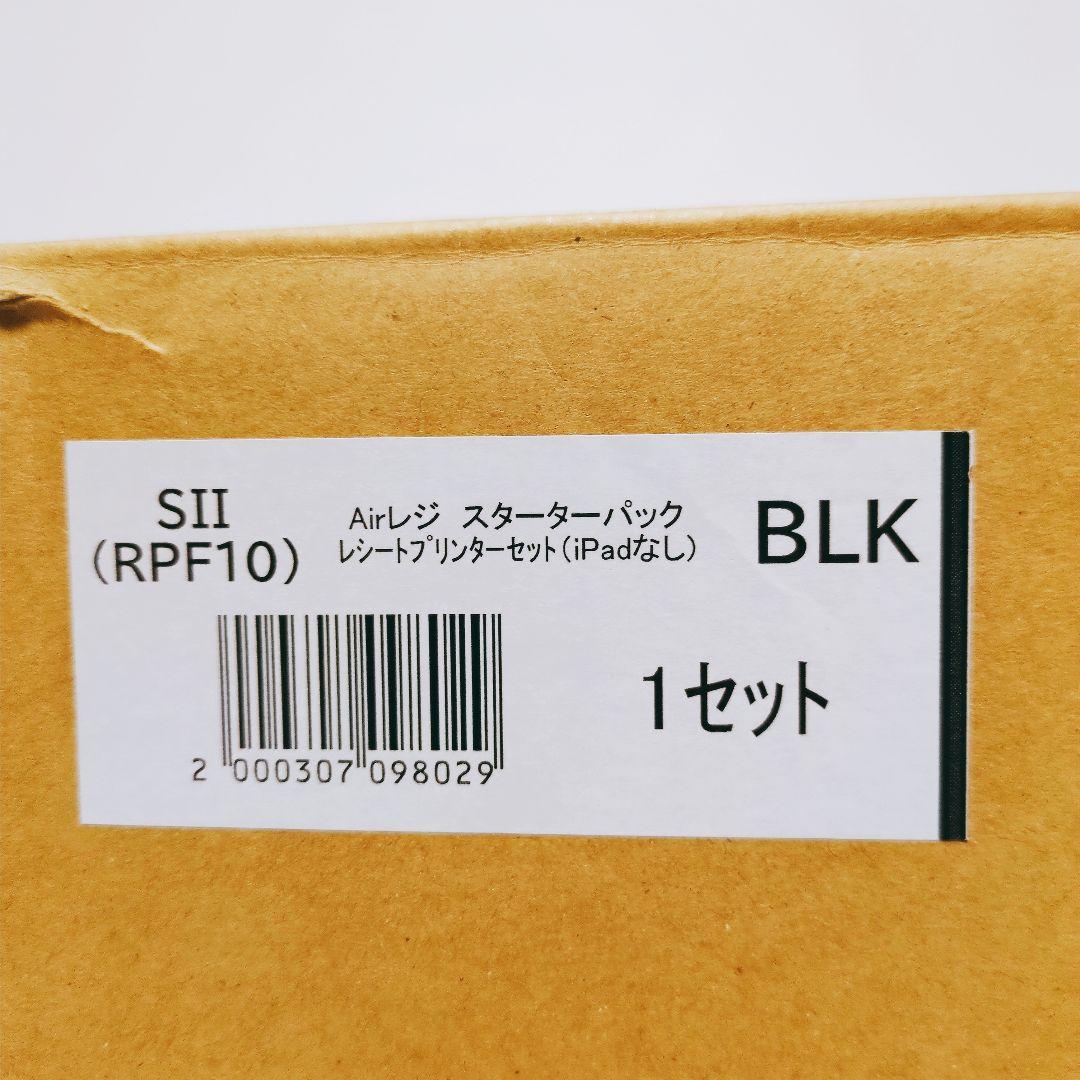 SII
(RPF10)
Airレジ スターターパック
レシートプリンターセット(iPadなし)
BLK
1セット
2 000307 098029